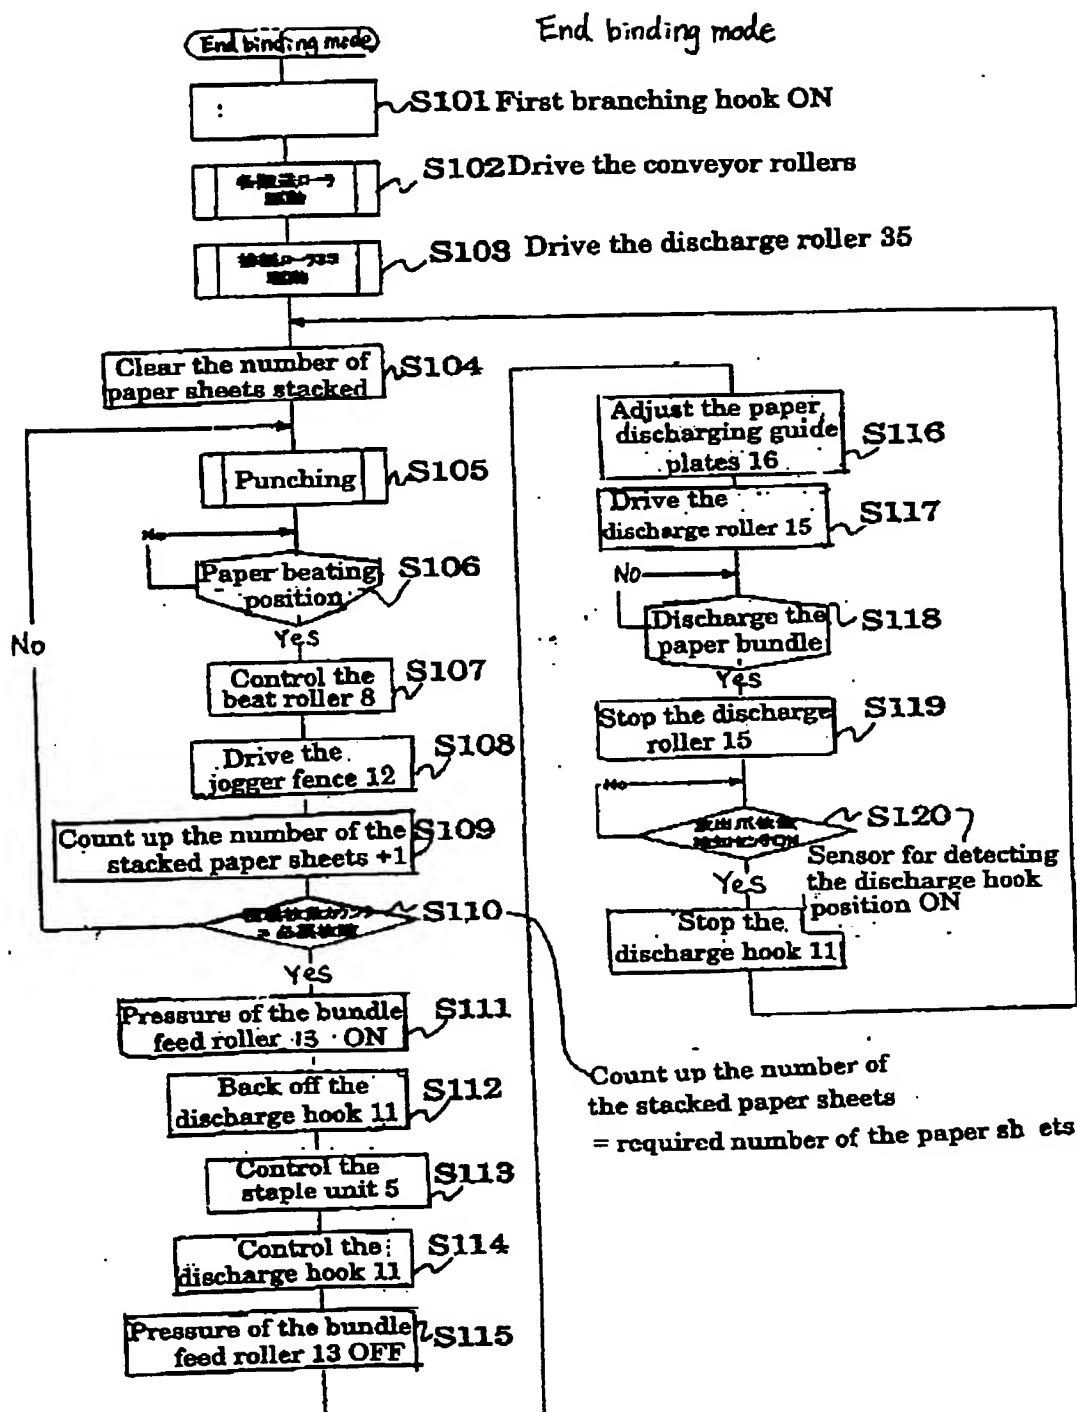 End binding mode
End binding mode
:
S101 First branching hook ON
S102 Drive the conveyor rollers
S103 Drive the discharge roller 35
Clear the number of
paper sheets stacked
S104
Punching
S105
No
Paper beating
position
S106
Yes
No
Control the
beat roller 8
S107
Drive the
jogger fence 12
S108
Count up the number of the
stacked paper sheets +1
S109
S110
Yes
Pressure of the bundle
feed roller 13 ON
S111
Back off the
discharge hook 11
S112
Control the
staple unit 5
S113
Control the
discharge hook 11
S114
Pressure of the bundle
feed roller 13 OFF
S115
Adjust the paper
discharging guide
plates 16
S116
Drive the
discharge roller 15
S117
No
Discharge the
paper bundle
S118
Yes
Stop the discharge
roller 15
S119
No
S120
Sensor for detecting
the discharge hook
position ON
Yes
Stop the
discharge hook 11
Count up the number of
the stacked paper sheets
= required number of the paper sh ets